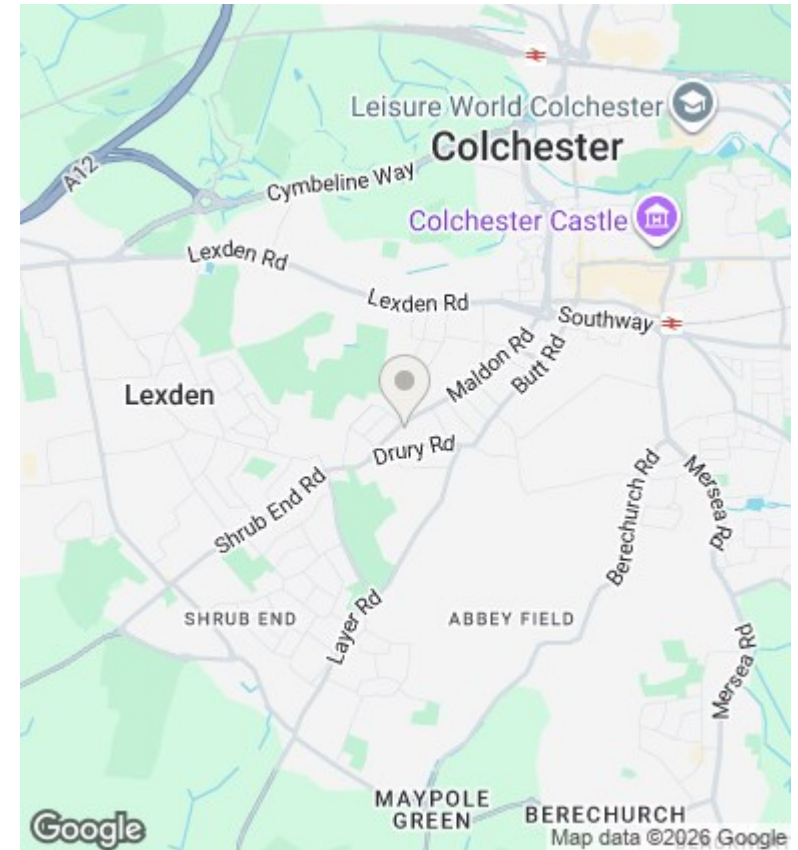 Leisure World Colchester
Colchester
A12
Cymbeline Way
Colchester Castle
Lexden Rd
Lexden Rd
Southway
Maldon Rd
Butt Rd
Lexden
Drury Rd
Shrub End Rd
Berechurch Rd
Mersea Rd
SHRUB END
ABBEY FIELD
Layer Rd
Mersea Rd
MAYPOLE
GREEN
BERECHURCH
Google
Map data ©2026 Google